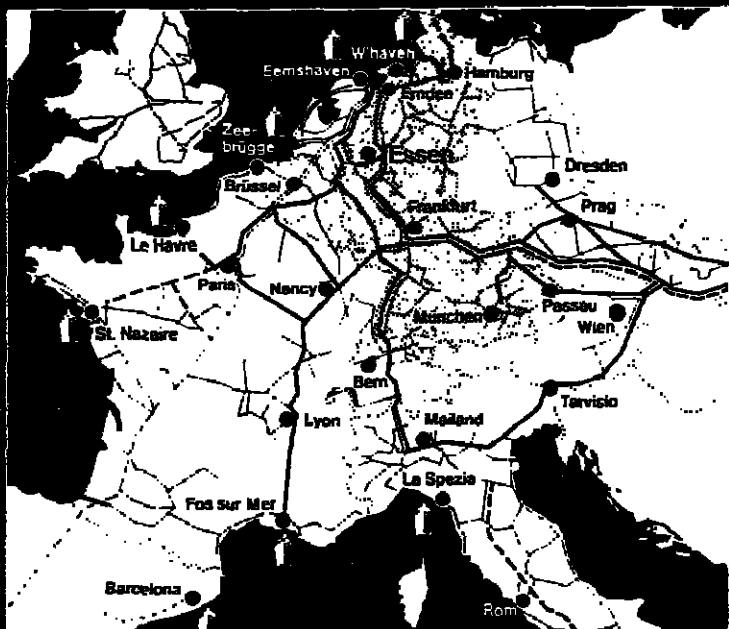 W'haven
Eemshaven
Hamburg
Emden
Zee-
brügge
Essen
Dresden
Brüssel
Prag
Frankfurt
Le Havre
Paris
Nancy
München
Passau
Wien
St. Nazaire
Bern
Tarvisio
Lyon
Mailand
La Spezia
Fos sur Mer
Barcelona
Rom